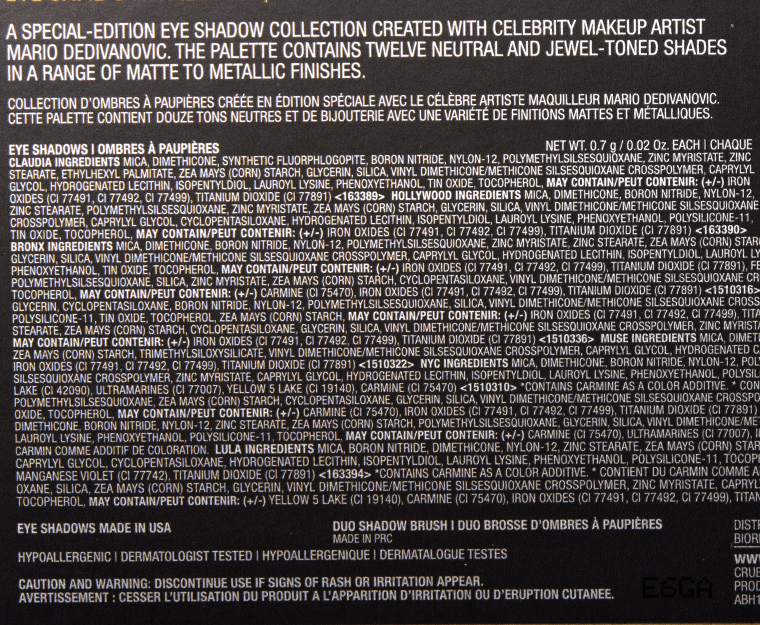 A SPECIAL-EDITION EYE SHADOW COLLECTION CREATED WITH CELEBRITY MAKEUP ARTIST
MARIO DEDIVANOVIC. THE PALETTE CONTAINS TWELVE NEUTRAL AND JEWEL-TONED SHADES
IN A RANGE OF MATTE TO METALLIC FINISHES.
COLLECTION D'OMBRES À PAUPIÈRES CRÉÉE EN ÉDITION SPÉCIALE AVEC LE CÉLÈBRE ARTISTE MAQUILLEUR MARIO DEDIVANOVIC.
CETTE PALETTE CONTIENT DOUZE TONS NEUTRES ET DE BIJOUTERIE AVEC UNE VARIÉTÉ DE FINITIONS MATTES ET MÉTALLIQUES.
EYE SHADOWS | OMBRES À PAUPIÈRES NET WT. 0.7 g / 0.02 Oz. EACH | CHAQUE
CLAUDIA INGREDIENTS MICA, DIMETHICONE, SYNTHETIC FLUORPHLOGOPITE, BORON NITRIDE, NYLON-12, POLYMETHYLSILSESQUIOXANE, ZINC MYRISTATE, ZINC
STEARATE, ETHYLHEXYL PALMITATE, ZEA MAYS (CORN) STARCH, GLYCERIN, SILICA, VINYL DIMETHICONE/METHICONE SILSESQUIOXANE CROSSPOLYMER, CAPRYLYL
GLYCOL, HYDROGENATED LECITHIN, ISOPENTYLDIOL, LAUROYL LYSINE, PHENOXYETHANOL, TIN OXIDE, TOCOPHEROL, MAY CONTAIN/PEUT CONTENIR: (+/-) IRON
OXIDES (CI 77491, CI 77492, CI 77499), TITANIUM DIOXIDE (CI 77891) <163389> HOLLYWOOD INGREDIENTS MICA, DIMETHICONE, BORON NITRIDE, NYLON-12,
ZINC STEARATE, POLYMETHYLSILSESQUIOXANE, ZINC MYRISTATE, ZEA MAYS (CORN) STARCH, GLYCERIN, SILICA, VINYL DIMETHICONE/METHICONE SILSESQUIOXANE
CROSSPOLYMER, CAPRYLYL GLYCOL, CYCLOPENTASILOXANE, HYDROGENATED LECITHIN, ISOPENTYLDIOL, LAUROYL LYSINE, PHENOXYETHANOL, POLYSILICONE-11,
TIN OXIDE, TOCOPHEROL, MAY CONTAIN/PEUT CONTENIR: (+/-) IRON OXIDES (CI 77491, CI 77492, CI 77499), TITANIUM DIOXIDE (CI 77891) <163390>
BRONX INGREDIENTS MICA, DIMETHICONE, BORON NITRIDE, NYLON-12, POLYMETHYLSILSESQUIOXANE, ZINC MYRISTATE, ZINC STEARATE, ZEA MAYS (CORN)
GLYCERIN, SILICA, VINYL DIMETHICONE/METHICONE SILSESQUIOXANE CROSSPOLYMER, CAPRYLYL GLYCOL, HYDROGENATED LECITHIN, ISOPENTYLDIOL, LAUROYL
PHENOXYETHANOL, TIN OXIDE, TOCOPHEROL. MAY CONTAIN/PEUT CONTENIR: (+/-) IRON OXIDES (CI 77491, CI 77492, CI 77499), TITANIUM DIOXIDE (CI 77891),
POLYMETHYLSILSESQUIOXANE, SILICA, ZINC MYRISTATE, ZEA MAYS (CORN) STARCH, CYCLOPENTASILOXANE, VINYL DIMETHICONE/METHICONE SILSESQUIOXANE
TOCOPHEROL, MAY CONTAIN/PEUT CONTENIR: (+/-) CARMINE (CI 75470), IRON OXIDES (CI 77491, CI 77492, CI 77499), TITANIUM DIOXIDE (CI 77891) <1510316>
GLYCERIN, CYCLOPENTASILOXANE, BORON NITRIDE, NYLON-12, POLYMETHYLSILSESQUIOXANE, SILICA, VINYL DIMETHICONE/METHICONE SILSESQUIOXANE
POLYSILICONE-11, TIN OXIDE, TOCOPHEROL, ZEA MAYS (CORN) STARCH, MAY CONTAIN/PEUT CONTENIR: (+/-) IRON OXIDES (CI 77491, CI 77492, CI 77499),
STEARATE, ZEA MAYS (CORN) STARCH, CYCLOPENTASILOXANE, GLYCERIN, SILICA, VINYL DIMETHICONE/METHICONE SILSESQUIOXANE CROSSPOLYMER, ZINC
MAY CONTAIN/PEUT CONTENIR: (+/-) IRON OXIDES (CI 77491, CI 77492, CI 77499), TITANIUM DIOXIDE (CI 77891) <1510336> MUSE INGREDIENTS MICA,
ZEA MAYS (CORN) STARCH, TRIMETHYLSILOXYSILICATE, VINYL DIMETHICONE/METHICONE SILSESQUIOXANE CROSSPOLYMER, CAPRYLYL GLYCOL, HYDROGENATED
IRON OXIDES (CI 77491, CI 77492, CI 77499), TITANIUM DIOXIDE (CI 77891) <1510322> NYC INGREDIENTS MICA, DIMETHICONE, BORON NITRIDE, NYLON-12,
SILSESQUIOXANE CROSSPOLYMER, ZINC MYRISTATE, CAPRYLYL GLYCOL, HYDROGENATED LECITHIN, ISOPENTYLDIOL, LAUROYL LYSINE, PHENOXYETHANOL,
LAKE (CI 42090), ULTRAMARINES (CI 77007), YELLOW 5 LAKE (CI 19140), CARMINE (CI 75470) <1510310> *CONTAINS CARMINE AS A COLOR ADDITIVE. *
POLYMETHYLSILSESQUIOXANE, ZEA MAYS (CORN) STARCH, CYCLOPENTASILOXANE, GLYCERIN, SILICA, VINYL DIMETHICONE/METHICONE SILSESQUIOXANE
OXIDE, TOCOPHEROL, MAY CONTAIN/PEUT CONTENIR: (+/-) CARMINE (CI 75470), IRON OXIDES (CI 77491, CI 77492, CI 77499), TITANIUM DIOXIDE (CI 77891)
DIMETHICONE, BORON NITRIDE, NYLON-12, ZINC STEARATE, ZEA MAYS (CORN) STARCH, POLYMETHYLSILSESQUIOXANE, GLYCERIN, SILICA, VINYL
LAUROYL LYSINE, PHENOXYETHANOL, POLYSILICONE-11, TOCOPHEROL. MAY CONTAIN/PEUT CONTENIR: (+/-) CARMINE (CI 75470), ULTRAMARINES (CI 77007),
CARMIN COMME ADDITIF DE COLORATION. LULA INGREDIENTS MICA, BORON NITRIDE, DIMETHICONE, NYLON-12, ZINC STEARATE, ZEA MAYS (CORN)
CAPRYLYL GLYCOL, CYCLOPENTASILOXANE, HYDROGENATED LECITHIN, ISOPENTYLDIOL, LAUROYL LYSINE, PHENOXYETHANOL, POLYSILICONE-11,
MANGANESE VIOLET (CI 77742), TITANIUM DIOXIDE (CI 77891) <163394> *CONTAINS CARMINE AS A COLOR ADDITIVE. * CONTIENT DU CARMIN COMME
OXANE, SILICA, ZEA MAYS (CORN) STARCH, GLYCERIN, VINYL DIMETHICONE/METHICONE SILSESQUIOXANE CROSSPOLYMER, ZINC MYRISTATE,
TOCOPHEROL, MAY CONTAIN/PEUT CONTENIR: (+/-) YELLOW 5 LAKE (CI 19140), CARMINE (CI 75470), IRON OXIDES (CI 77491, CI 77492, CI 77499),
EYE SHADOWS MADE IN USA
DUO SHADOW BRUSH | DUO BROSSE D'OMBRES À PAUPIÈRES
MADE IN PRC
HYPOALLERGENIC | DERMATOLOGIST TESTED | HYPOALLERGENIQUE | DERMATALOGUE TESTES
CAUTION AND WARNING: DISCONTINUE USE IF SIGNS OF RASH OR IRRITATION APPEAR.
AVERTISSEMENT : CESSER L'UTILISATION DU PRODUIT A L'APPARITION D'IRRITATION OU D'ERUPTION CUTANEE.
E6GA